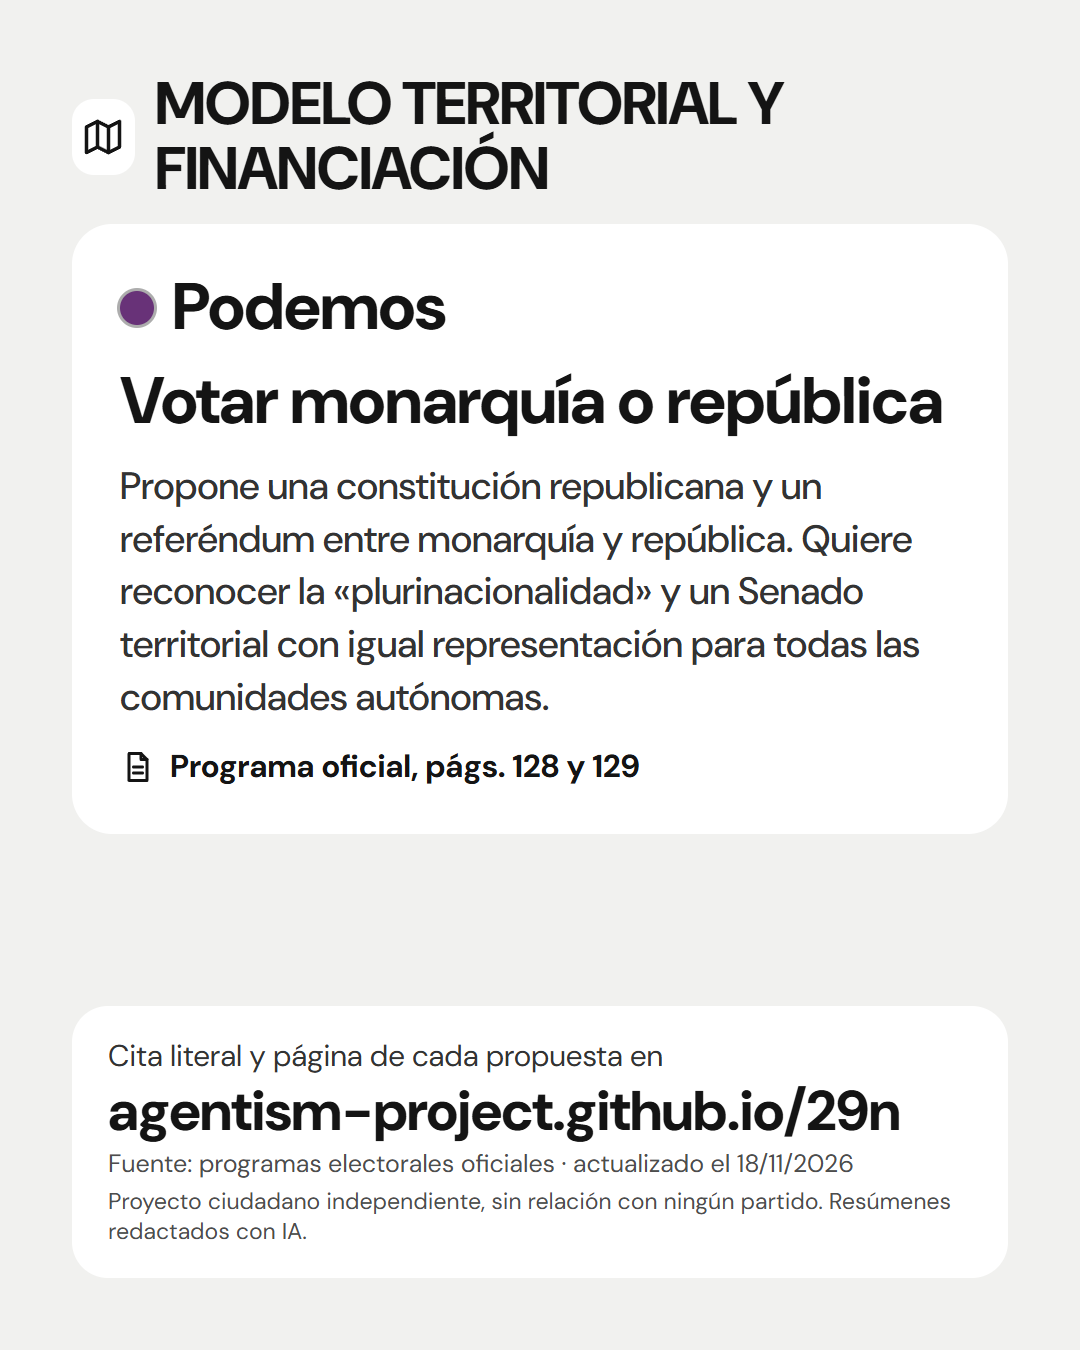 MODELO TERRITORIAL Y
FINANCIACIÓN
Podemos
Votar monarquía o república
Propone una constitución republicana y un
referéndum entre monarquía y república. Quiere
reconocer la «plurinacionalidad» y un Senado
territorial con igual representación para todas las
comunidades autónomas.
Programa oficial, págs. 128 y 129
Cita literal y página de cada propuesta en
agentism-project.github.io/29n
Fuente: programas electorales oficiales · actualizado el 18/11/2026
Proyecto ciudadano independiente, sin relación con ningún partido. Resúmenes
redactados con IA.